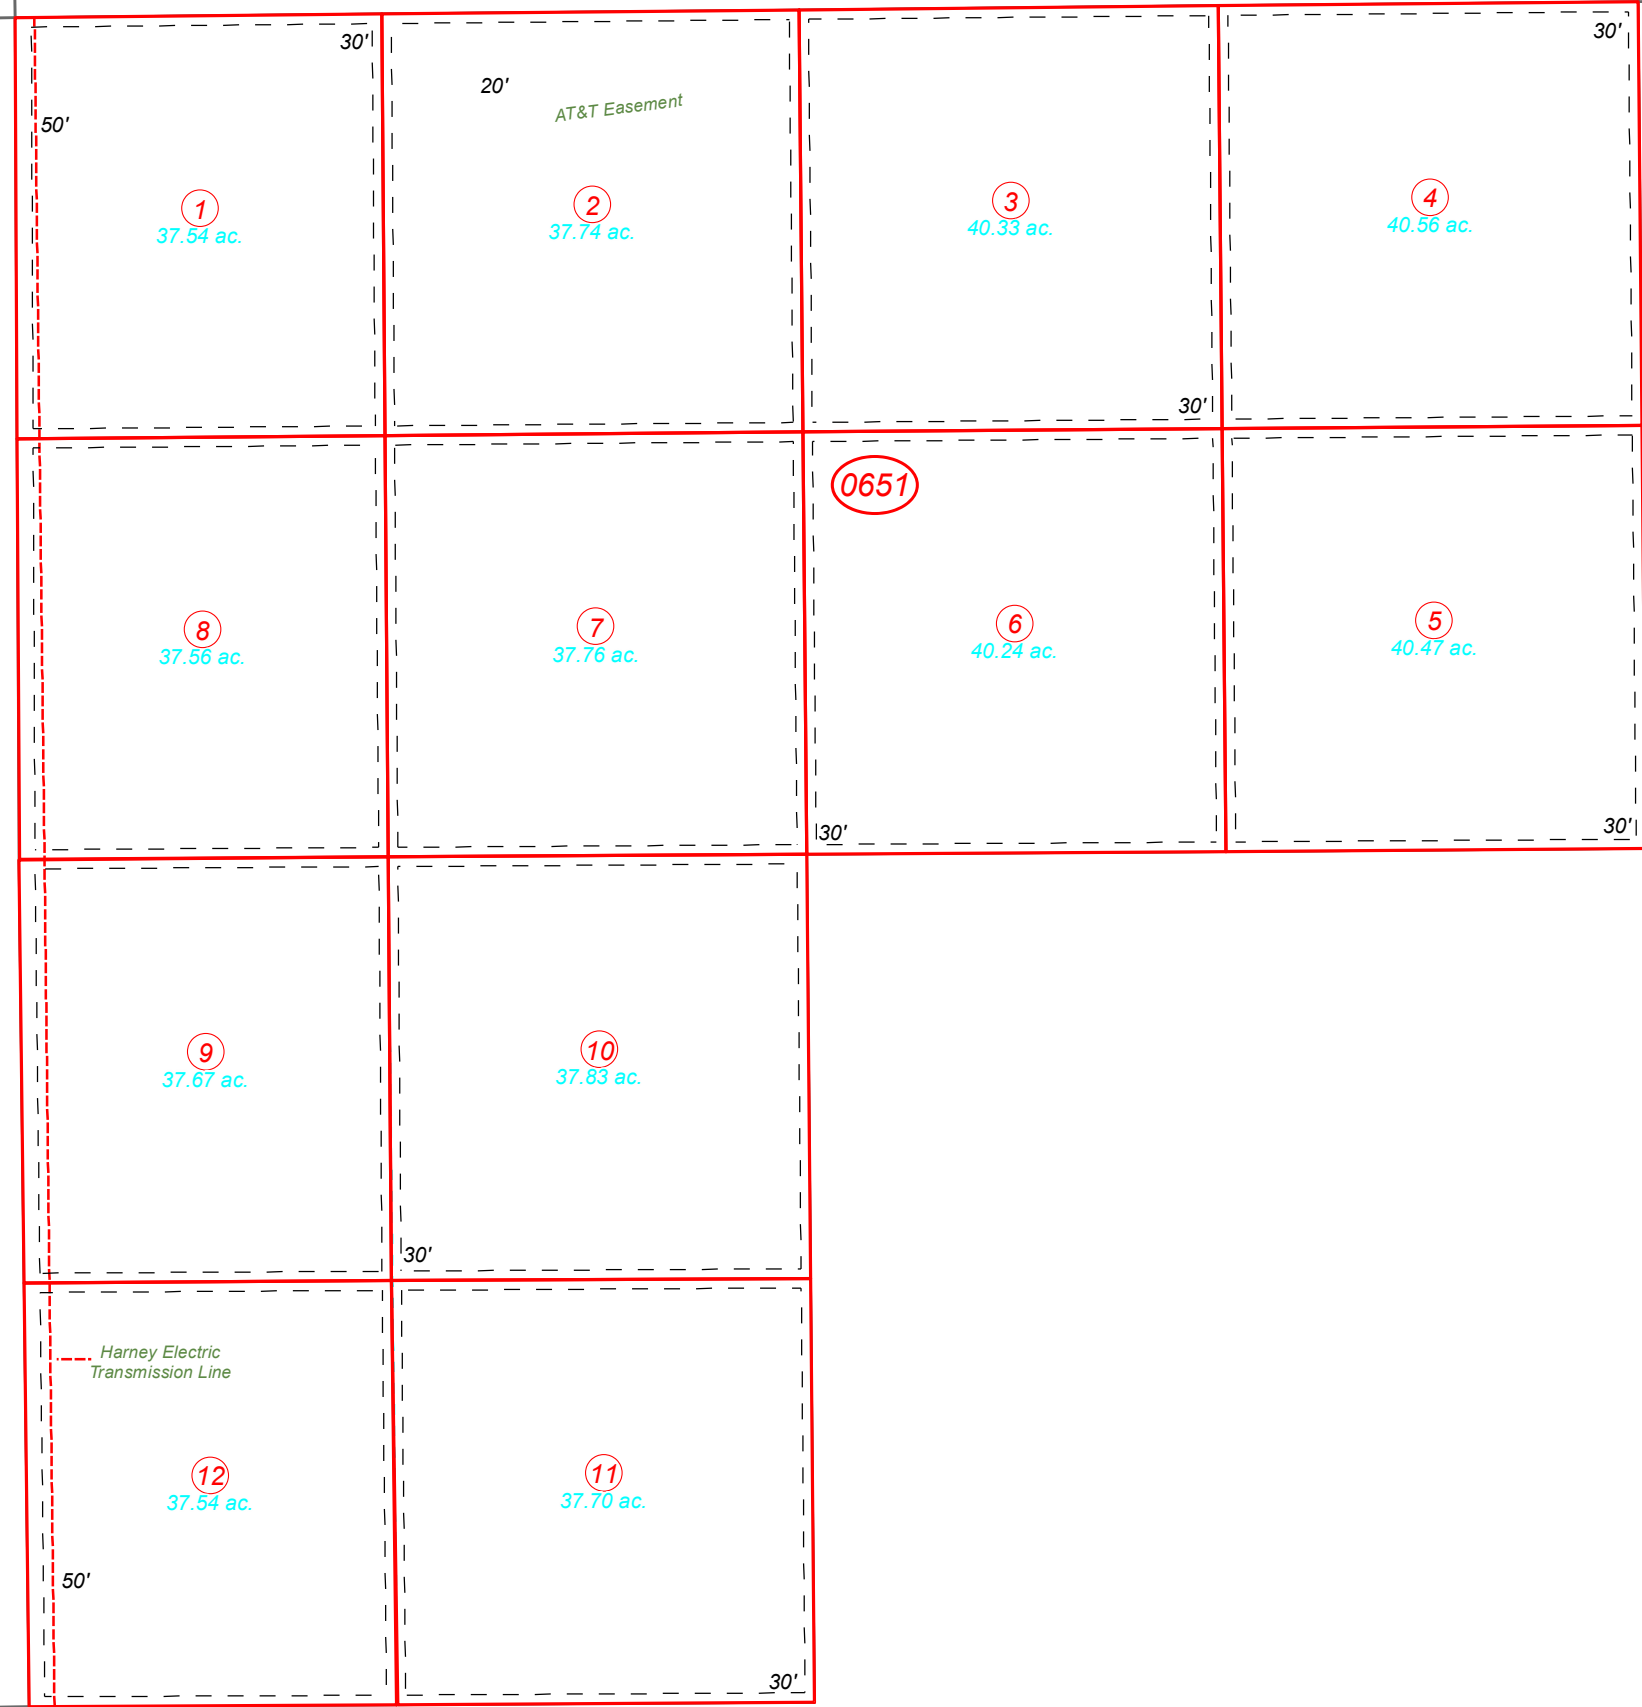 30'
30'
20'
AT&T Easement
50'
1
37.54 ac.
2
37.74 ac.
3
40.33 ac.
4
40.56 ac.
30'
0651
8
37.56 ac.
7
37.76 ac.
6
40.24 ac.
5
40.47 ac.
30'
30'
9
37.67 ac.
10
37.83 ac.
30'
Harney Electric
Transmission Line
12
37.54 ac.
11
37.70 ac.
50'
30'